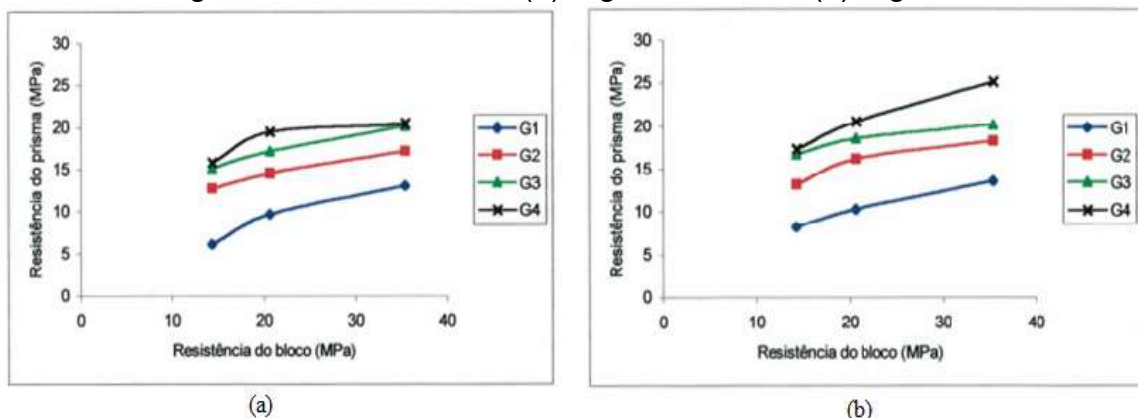 30
25
20
15
10
5
0
Resistência do prisma (MPa)
0 10 20 30 40
Resistência do bloco (MPa)
G1
G2
G3
G4
(a)
30
25
20
15
10
5
0
Resistência do prisma (MPa)
0 10 20 30 40
Resistência do bloco (MPa)
G1
G2
G3
G4
(b)